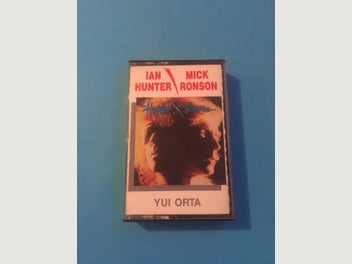 IAN MICK
HUNTER RONSON
YUI ORTA